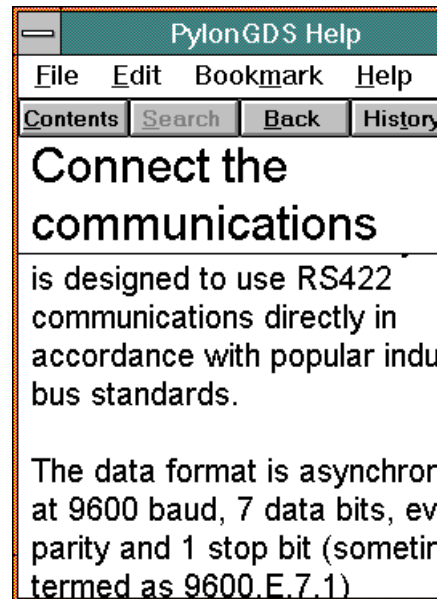 PylonGDS Help
File Edit Bookmark Help
Contents Search Back History
Connect the
communications
is designed to use RS422
communications directly in
accordance with popular indu
bus standards.
The data format is asynchron
at 9600 baud, 7 data bits, ev
parity and 1 stop bit (sometin
termed as 9600,E,7,1)